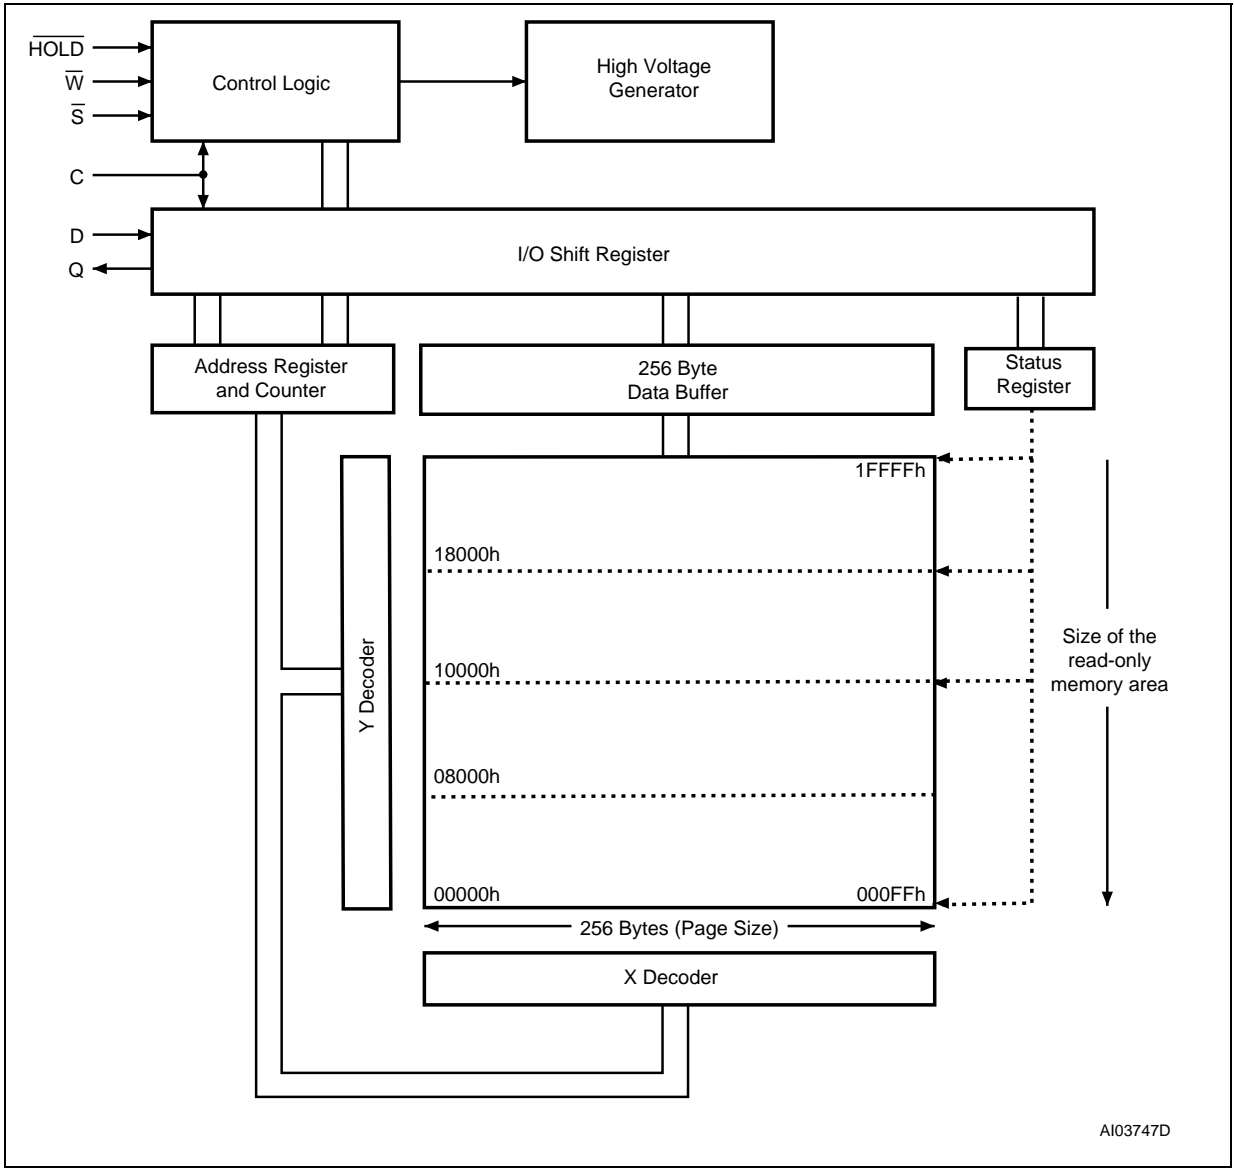 HOLD
W
S
C
D
Q
Control Logic
High Voltage
Generator
I/O Shift Register
Address Register
and Counter
256 Byte
Data Buffer
Status
Register
1FFFFh
18000h
10000h
08000h
00000h
000FFh
Y Decoder
Size of the
read-only
memory area
256 Bytes (Page Size)
X Decoder
AI03747D